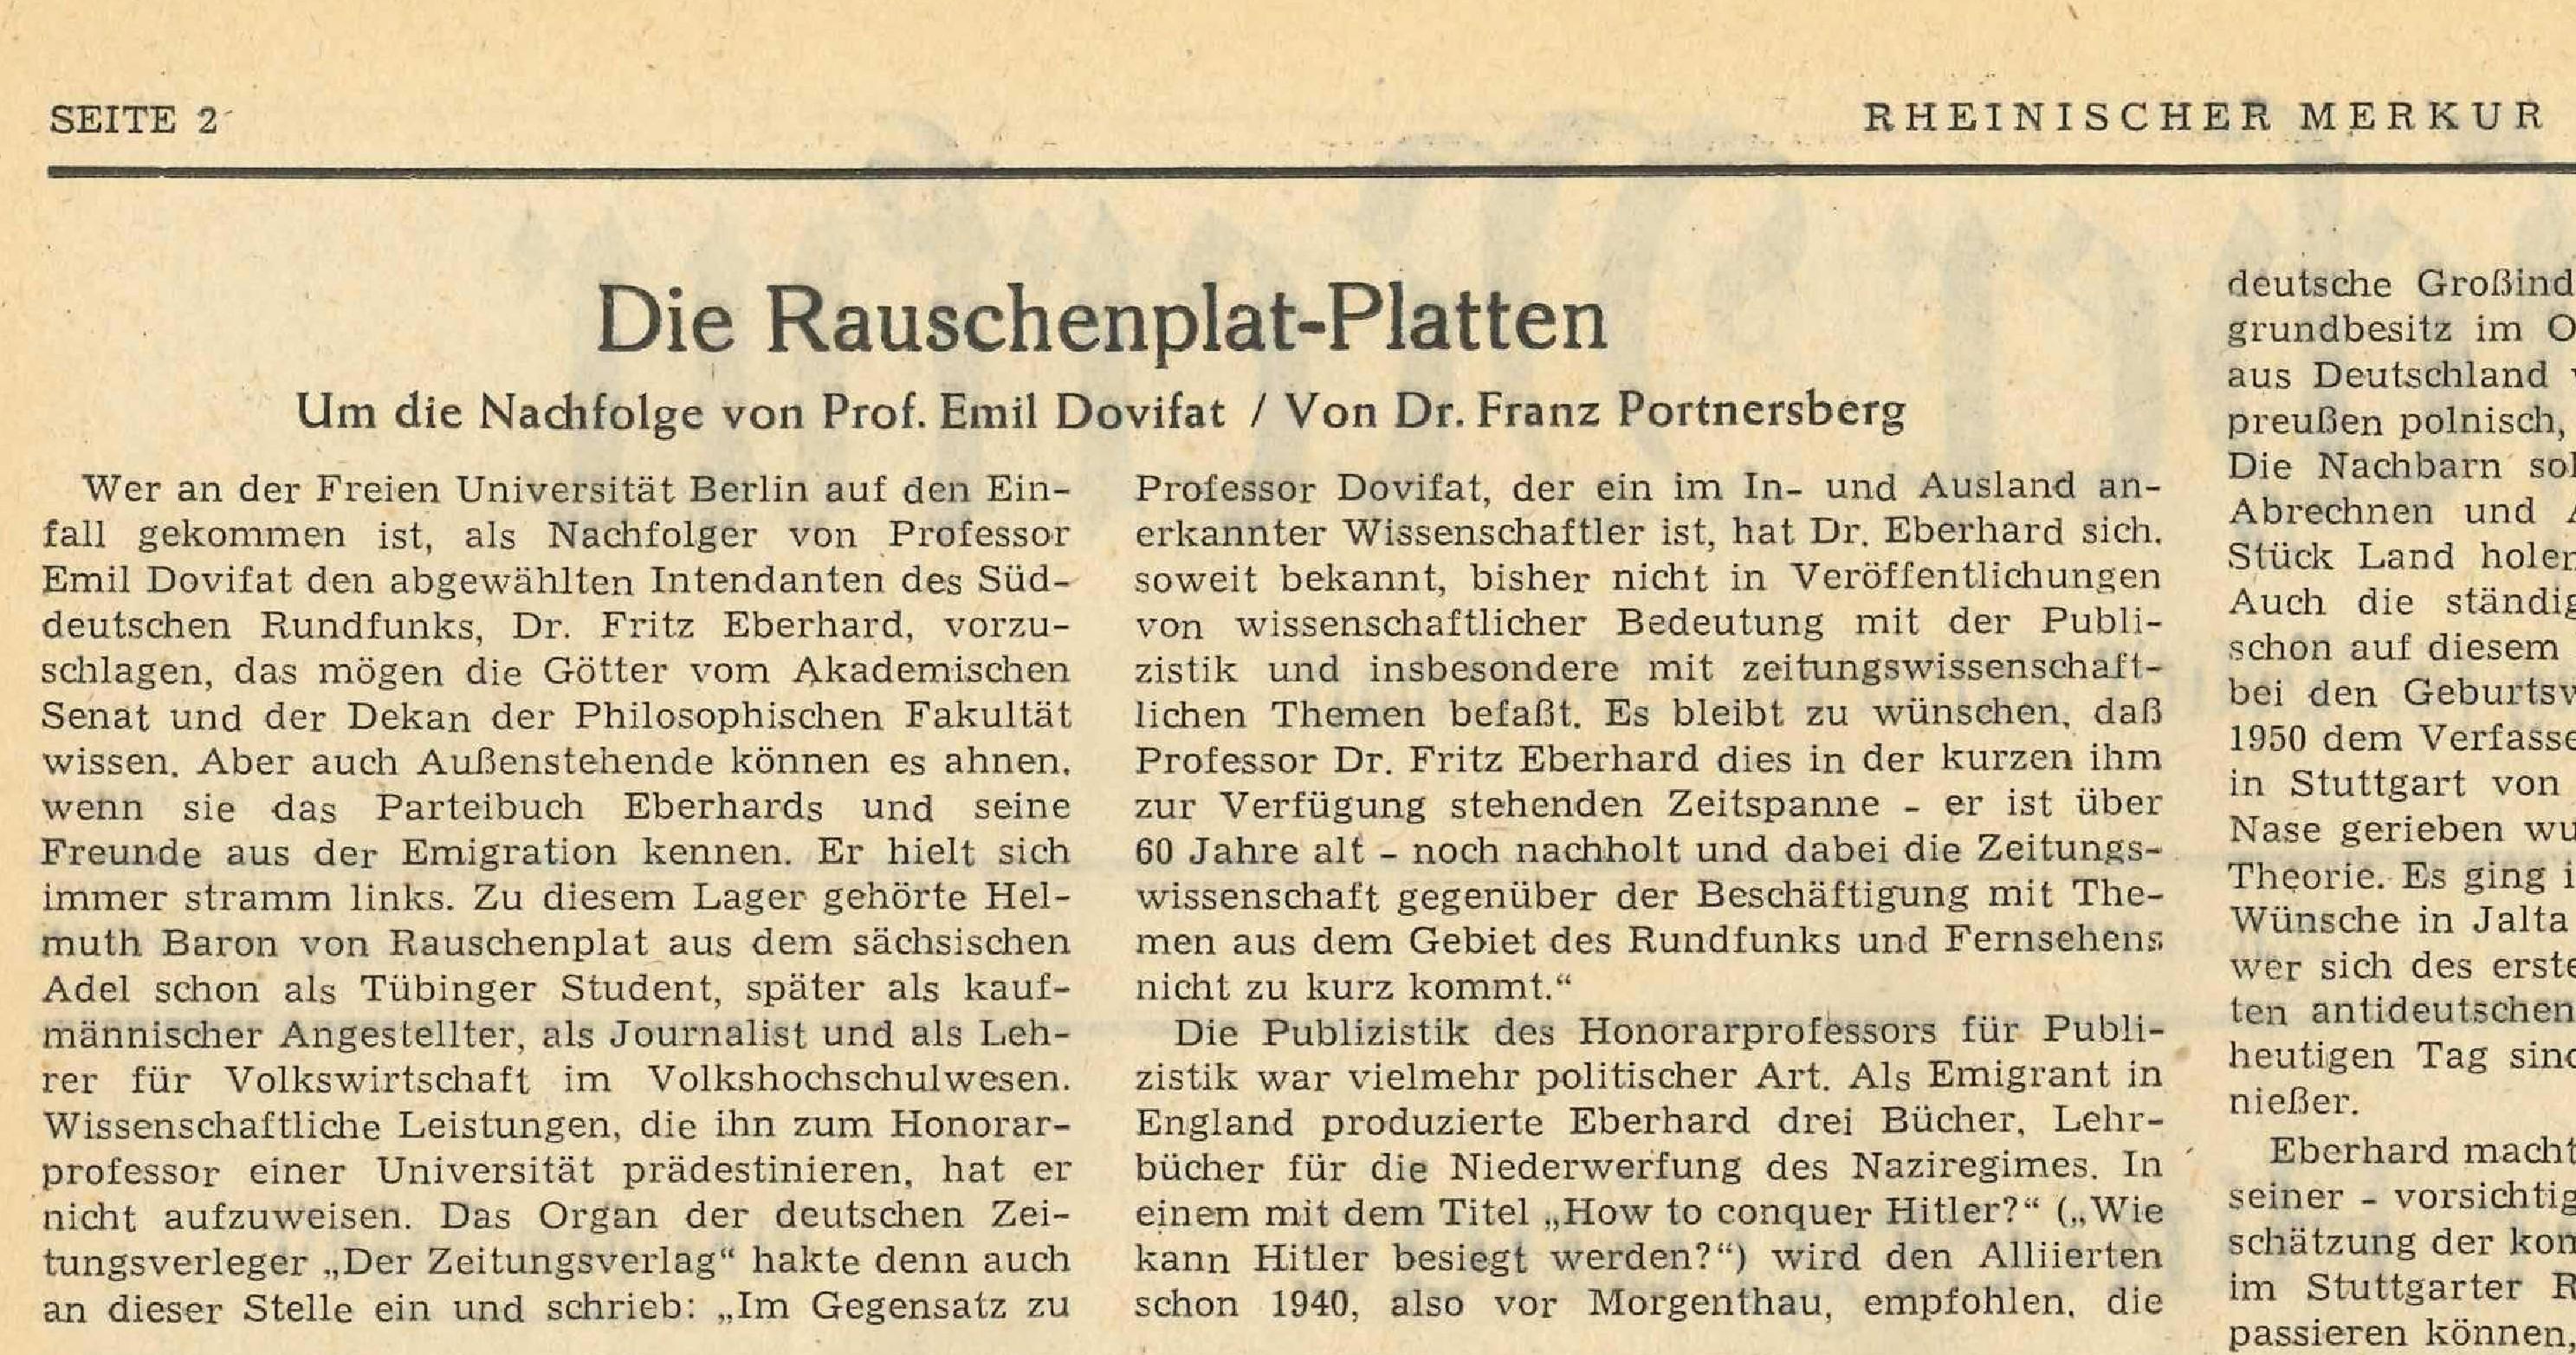 SEITE 2
RHEINISCHER MERKUR
Die Rauschenplat-Platten
Um die Nachfolge von Prof. Emil Dovifat / Von Dr. Franz Portnersberg
Wer an der Freien Universität Berlin auf den Ein-
fall gekommen ist, als Nachfolger von Professor
Emil Dovifat den abgewählten Intendanten des Süd-
deutschen Rundfunks, Dr. Fritz Eberhard, vorzu-
schlagen, das mögen die Götter vom Akademischen
Senat und der Dekan der Philosophischen Fakultät
wissen. Aber auch Außenstehende können es ahnen,
wenn sie das Parteibuch Eberhards und seine
Freunde aus der Emigration kennen. Er hielt sich
immer stramm links. Zu diesem Lager gehörte Hel-
muth Baron von Rauschenplat aus dem sächsischen
Adel schon als Tübinger Student, später als kauf-
männischer Angestellter, als Journalist und als Leh-
rer für Volkswirtschaft im Volkshochschulwesen.
Wissenschaftliche Leistungen, die ihn zum Honorar-
professor einer Universität prädestinieren, hat er
nicht aufzuweisen. Das Organ der deutschen Zei-
tungsverleger „Der Zeitungsverlag“ hakte denn auch
an dieser Stelle ein und schrieb: „Im Gegensatz zu
Professor Dovifat, der ein im In- und Ausland an-
erkannter Wissenschaftler ist, hat Dr. Eberhard sich,
soweit bekannt, bisher nicht in Veröffentlichungen
von wissenschaftlicher Bedeutung mit der Publi-
zistik und insbesondere mit zeitungswissenschaft-
lichen Themen befaßt. Es bleibt zu wünschen, daß
Professor Dr. Fritz Eberhard dies in der kurzen ihm
zur Verfügung stehenden Zeitspanne - er ist über
60 Jahre alt - noch nachholt und dabei die Zeitungs-
wissenschaft gegenüber der Beschäftigung mit The-
men aus dem Gebiet des Rundfunks und Fernsehens
nicht zu kurz kommt.“
Die Publizistik des Honorarprofessors für Publi-
zistik war vielmehr politischer Art. Als Emigrant in
England produzierte Eberhard drei Bücher, Lehr-
bücher für die Niederwerfung des Naziregimes. In
einem mit dem Titel „How to conquer Hitler?“ („Wie
kann Hitler besiegt werden?“) wird den Alliierten
schon 1940, also vor Morgenthau, empfohlen, die
deutsche Großind
grundbesitz im O
aus Deutschland
preußen polnisch,
Die Nachbarn sol
Abrechnen und
Stück Land holen
Auch die ständig
schon auf diesem
bei den Geburtsv
1950 dem Verfasse
in Stuttgart von
Nase gerieben wu
Theorie. Es ging i
Wünsche in Jalta
wer sich des erste
ten antideutschen
heutigen Tag sind
nießer.
Eberhard macht
seiner - vorsichtig
schätzung der kom
im Stuttgarter R
passieren können,